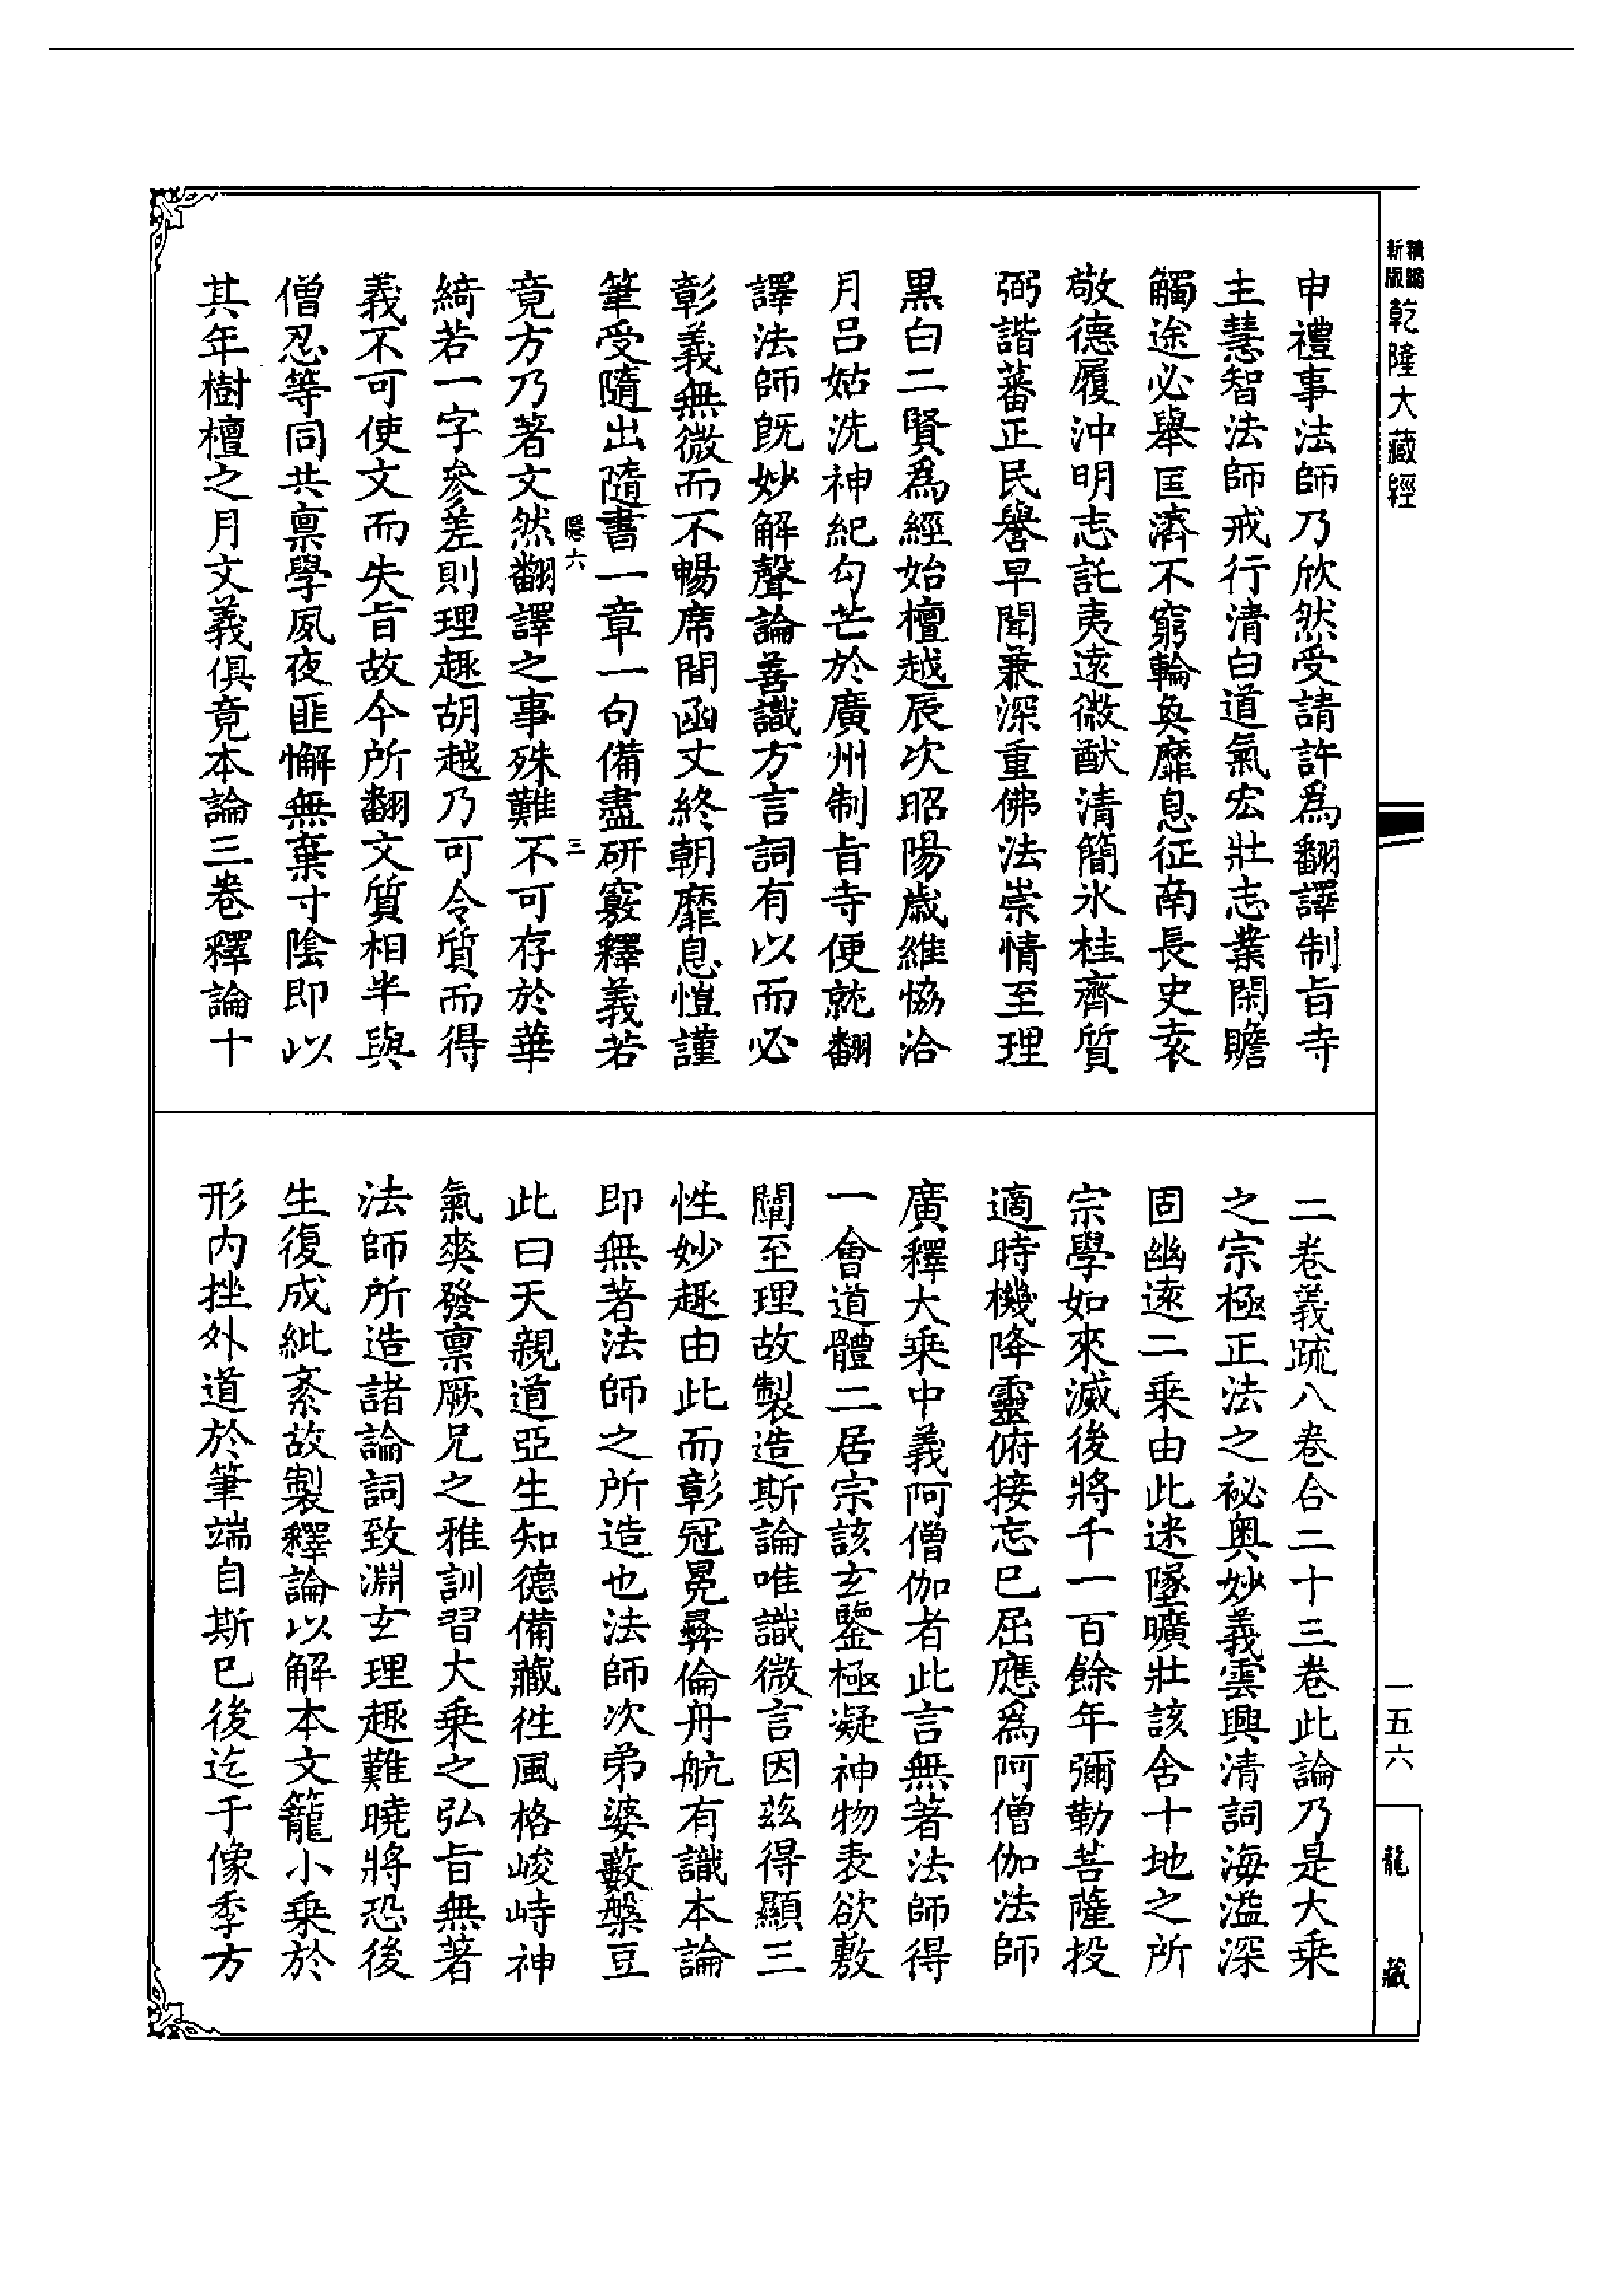 新版
精編
乾隆大藏經
一五六
龍藏
申禮事法師乃欣然受請許為翻譯制旨寺
主慧智法師戒行清白道氣宏壯志業閑贍
觸途必舉匡濟不窮輪奐靡息征南長史袁
敬德履沖明志託夷遠微猷清簡氷桂齊質
弼諧蕃正民譽早聞兼深重佛法崇情至理
黑白二賢為經始檀越辰次昭陽歲維恊洽
月呂姑洗神紀勾芒於廣州制旨寺便就翻
譯法師既妙解聲論善識方言詞有以而必
彰義無微而不暢席間函丈終朝靡息愷謹
筆受隨出隨書一章一句備盡研竅釋義若
隱六
三
竟方乃著文然翻譯之事殊難不可存於華
綺若一字參差則理趣胡越乃可令質而得
義不可使文而失旨故今所翻文質相半與
僧忍等同共稟學夙夜匪懈無棄寸陰即以
其年樹檀之月文義俱竟本論三卷釋論十
二卷義疏八卷合二十三卷此論乃是大乗
之宗極正法之祕奧妙義雲興清詞海溢深
固幽遠二乗由此迷墜曠壯該含十地之所
宗學如來滅後將千一百餘年彌勒菩薩投
適時機降靈俯接忘已屈應為阿僧伽法師
廣釋大乗中義阿僧伽者此言無著法師得
一會道體二居宗該玄鑒極凝神物表欲敷
闡至理故製造斯論唯識微言因茲得顯三
性妙趣由此而彰冠冕彛倫舟航有識本論
即無著法師之所造也法師次弟婆藪槃豆
此曰天親道亞生知德備藏徃風格峻峙神
氣爽發稟厥兄之雅訓習大乗之弘旨無著
法師所造諸論詞致淵玄理趣難曉將恐後
生復成紕紊故製釋論以解本文籠小乗於
形內挫外道於筆端自斯已後迄于像季方